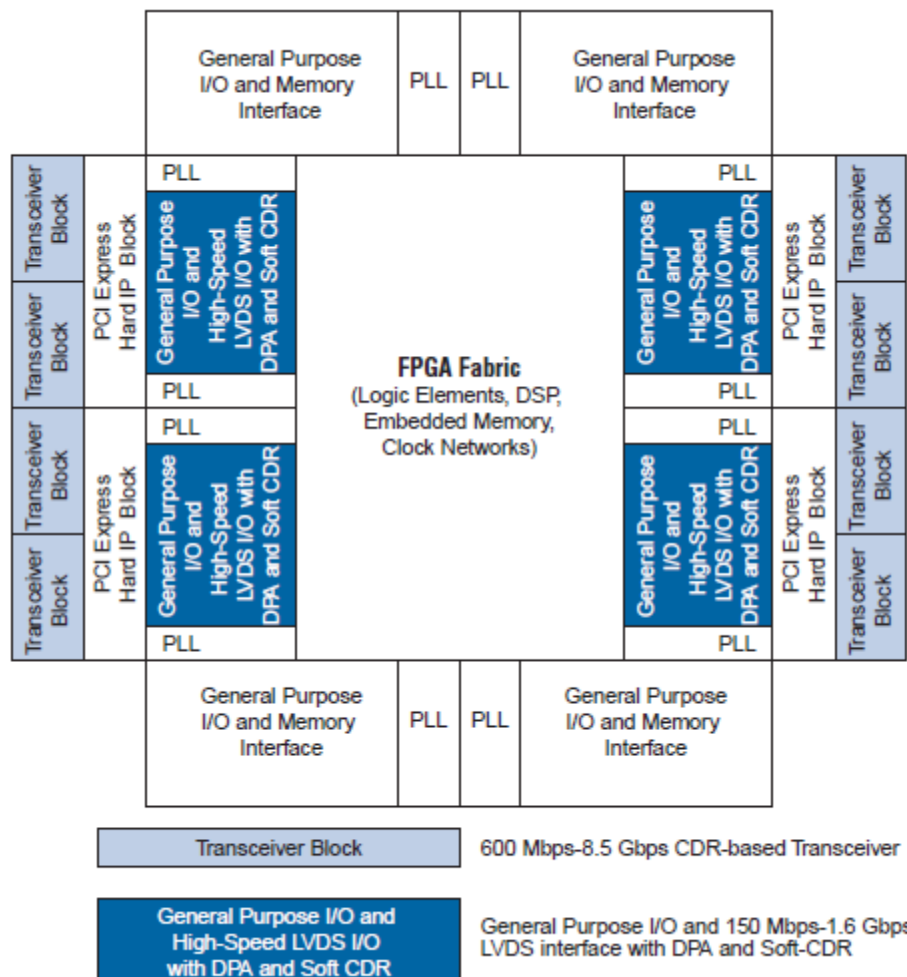 General Purpose
I/O and Memory
Interface
PLL
PLL
General Purpose
I/O and Memory
Interface
Transceiver
Block
Transceiver
Block
PCI Express
Hard IP Block
PLL
General Purpose
I/O and
High-Speed
LVDS I/O with
DPA and Soft CDR
PLL
Transceiver
Block
Transceiver
Block
PCI Express
Hard IP Block
PLL
General Purpose
I/O and
High-Speed
LVDS I/O with
DPA and Soft CDR
PLL
FPGA Fabric
(Logic Elements, DSP,
Embedded Memory,
Clock Networks)
PLL
General Purpose
I/O and
High-Speed
LVDS I/O with
DPA and Soft CDR
PLL
PCI Express
Hard IP Block
Transceiver
Block
Transceiver
Block
PLL
General Purpose
I/O and
High-Speed
LVDS I/O with
DPA and Soft CDR
PLL
PCI Express
Hard IP Block
Transceiver
Block
Transceiver
Block
General Purpose
I/O and Memory
Interface
PLL
PLL
General Purpose
I/O and Memory
Interface
Transceiver Block
600 Mbps-8.5 Gbps CDR-based Transceiver
General Purpose I/O and
High-Speed LVDS I/O
with DPA and Soft CDR
General Purpose I/O and 150 Mbps-1.6 Gbps
LVDS interface with DPA and Soft-CDR